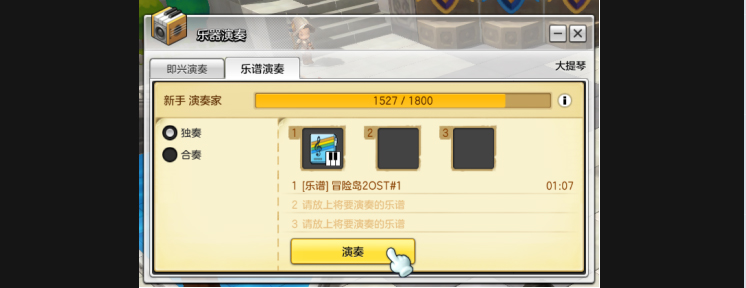 乐器演奏
即兴演奏 乐谱演奏 大提琴
新手 演奏家 1527 / 1800
独奏 1 2 3
合奏
1 [乐谱] 冒险岛2OST#1 01:07
2 请放上将要演奏的乐谱
3 请放上将要演奏的乐谱
演奏